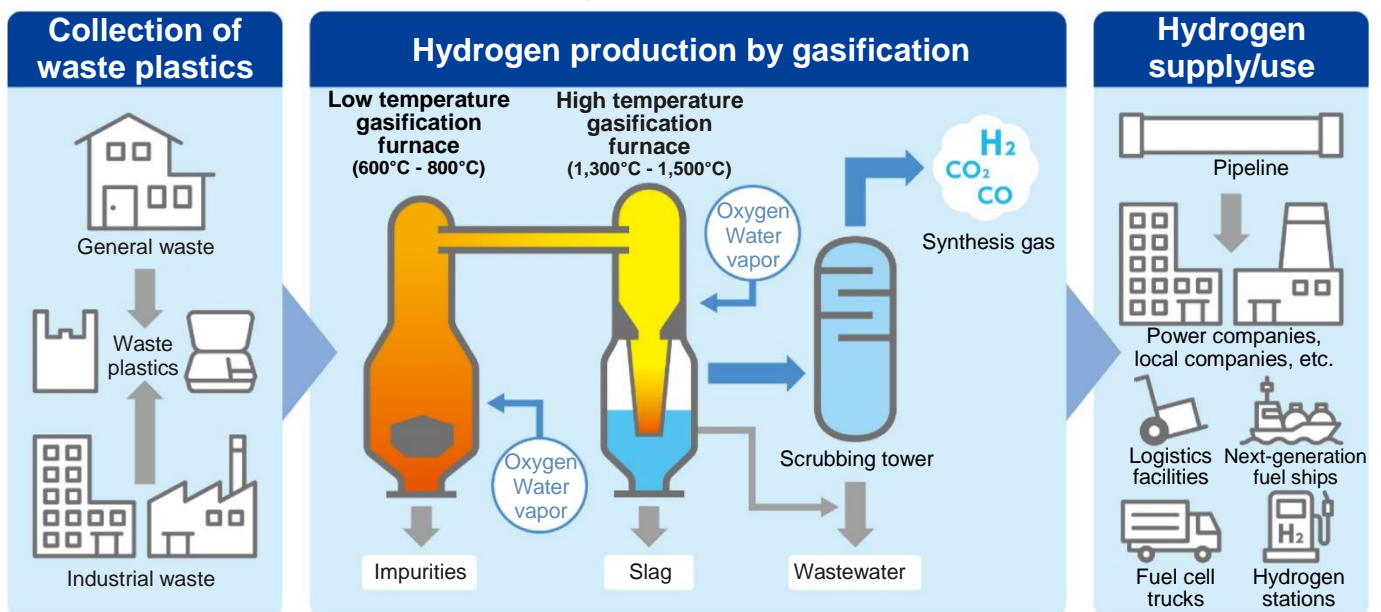 Collection of
waste plastics
Hydrogen production by gasification
Hydrogen
supply/use
General waste
Waste
plastics
Industrial waste
Low temperature
gasification
furnace
(600°C - 800°C)
High temperature
gasification
furnace
(1,300°C - 1,500°C)
Oxygen
Water
vapor
Oxygen
Water
vapor
H2
CO2
CO
Synthesis gas
Scrubbing tower
Impurities
Slag
Wastewater
Pipeline
Power companies,
local companies, etc.
Logistics
facilities
Next-generation
fuel ships
Fuel cell
trucks
H2
Hydrogen
stations